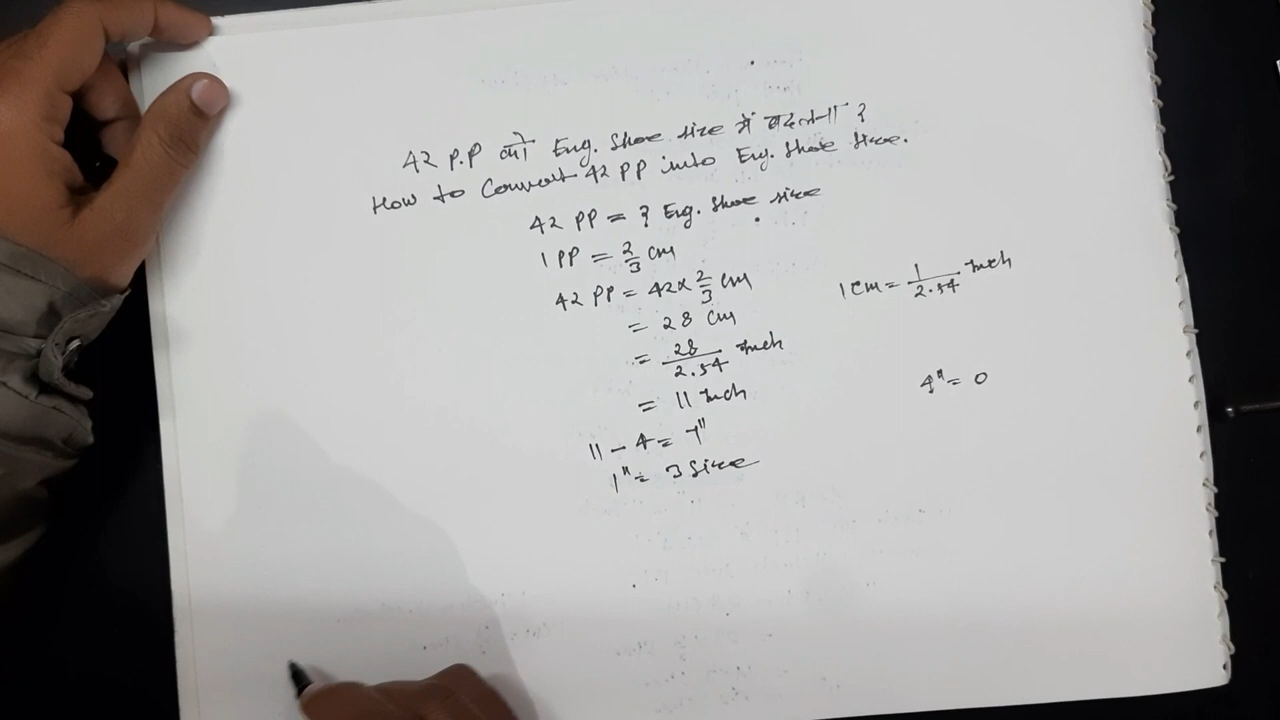 42 P.P को Eng. Shoe size में बदलना ?
How to Convert 42 PP into Eng. Shoe Size.
42 PP = ? Eng. Shoe size
1 PP = 2/3 cm
42 PP = 42 x 2/3 cm
= 28 cm
1 cm = 1/2.54 Inch
= 28/2.54 Inch
= 11 Inch
4" = 0
11 - 4 = 7"
1" = 3 Size